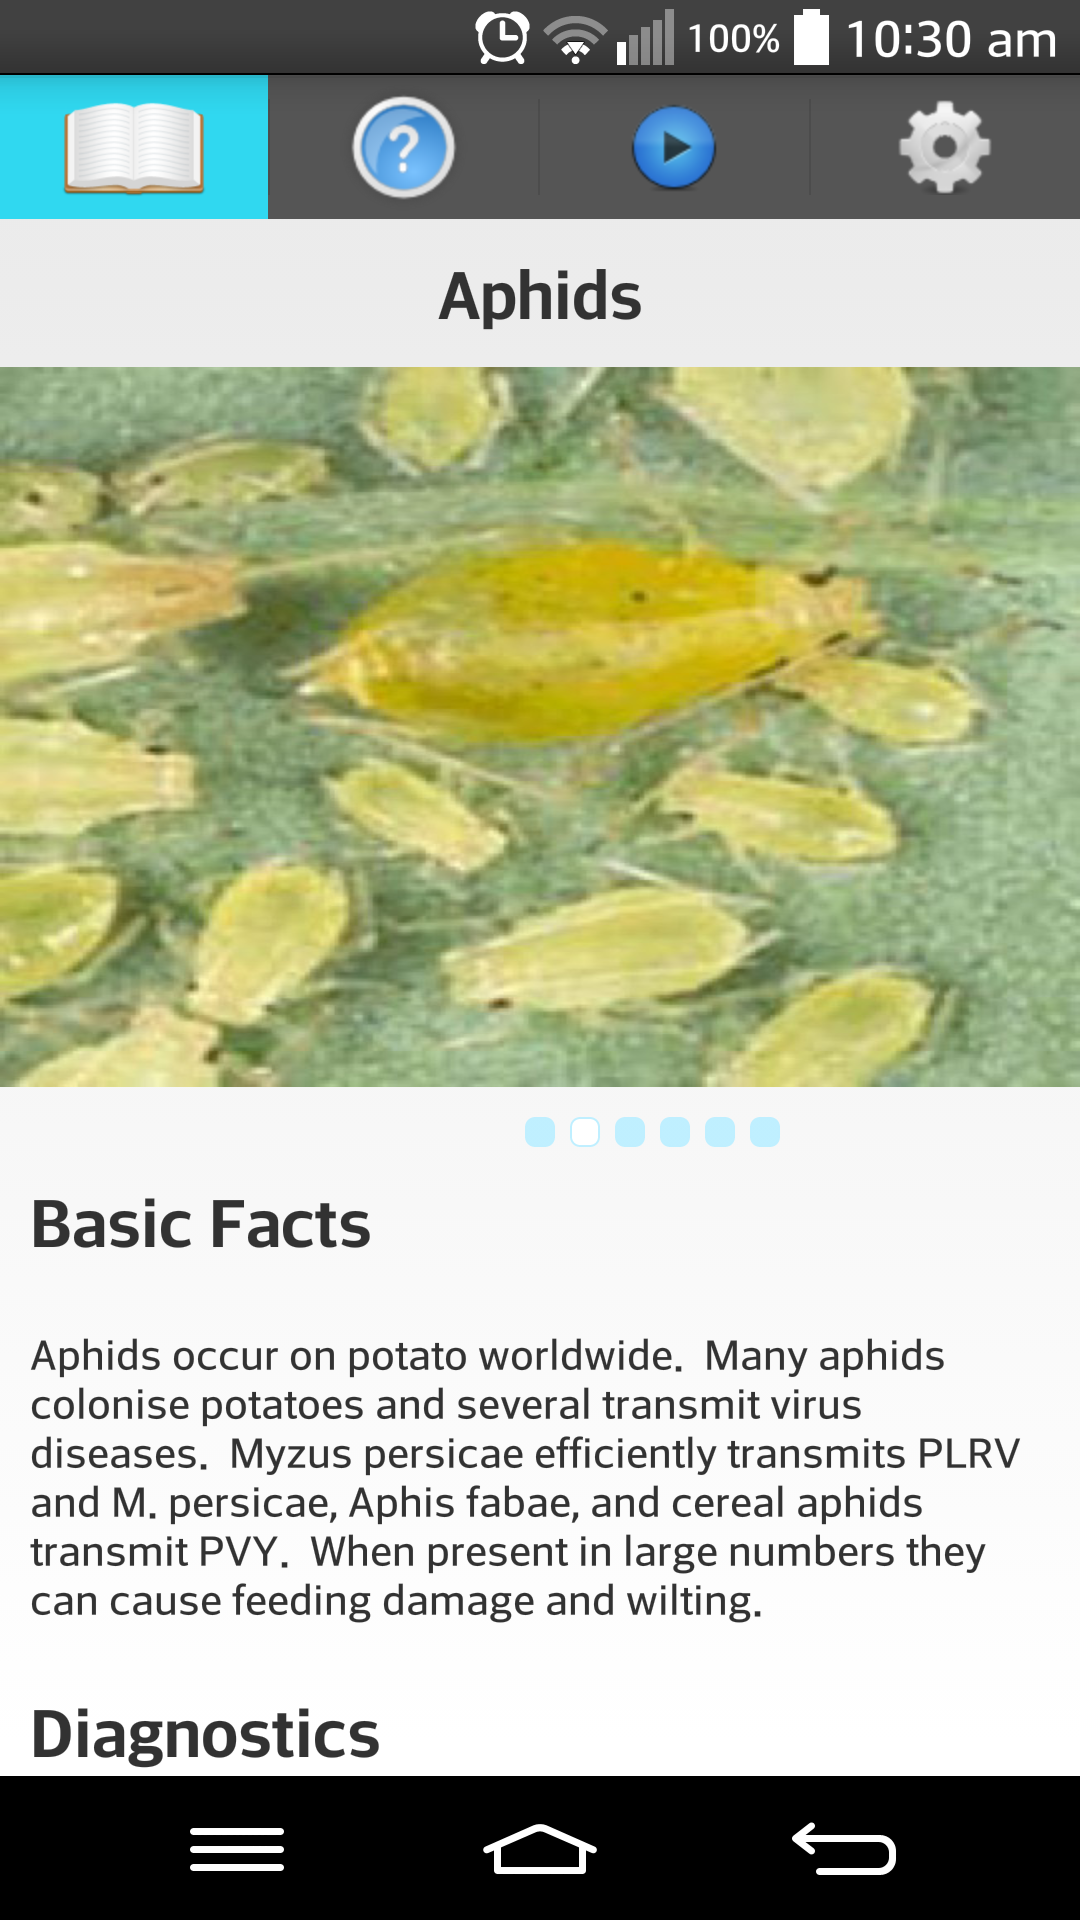 100% 10:30 am
?
Aphids
Basic Facts
Aphids occur on potato worldwide.  Many aphids
colonise potatoes and several transmit virus
diseases.  Myzus persicae efficiently transmits PLRV
and M. persicae, Aphis fabae, and cereal aphids
transmit PVY.  When present in large numbers they
can cause feeding damage and wilting.
Diagnostics